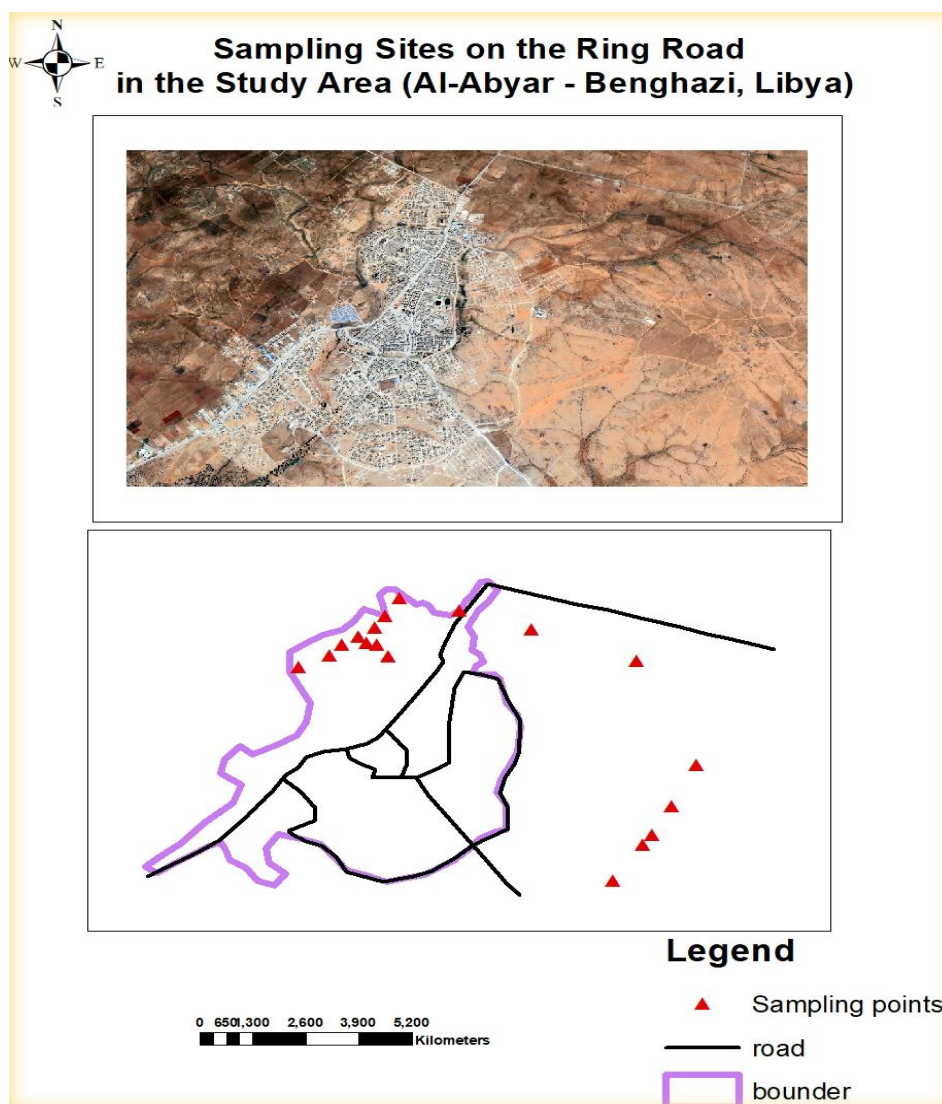 N
W E
S
Sampling Sites on the Ring Road
in the Study Area (Al-Abyar - Benghazi, Libya)
Legend
Sampling points
road
bounder
0 650 1,300 2,600 3,900 5,200
Kilometers